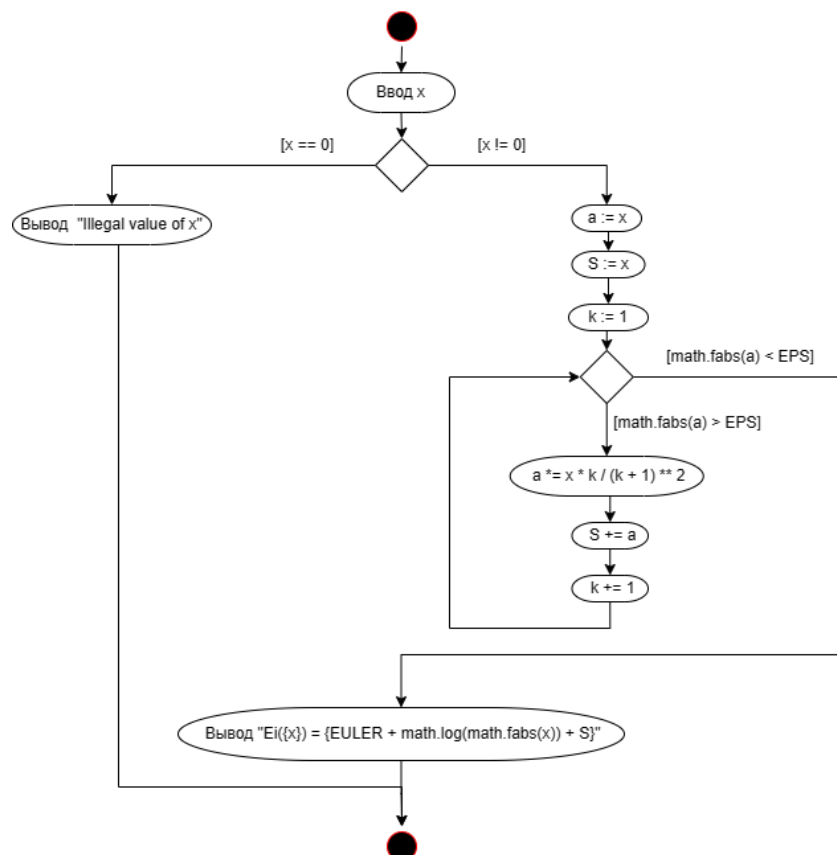 Ввод x
[x == 0]
[x != 0]
Вывод "Illegal value of x"
a := x
S := x
k := 1
[math.fabs(a) < EPS]
[math.fabs(a) > EPS]
a *= x * k / (k + 1) ** 2
S += a
k += 1
Вывод "Ei({x}) = {EULER + math.log(math.fabs(x)) + S}"